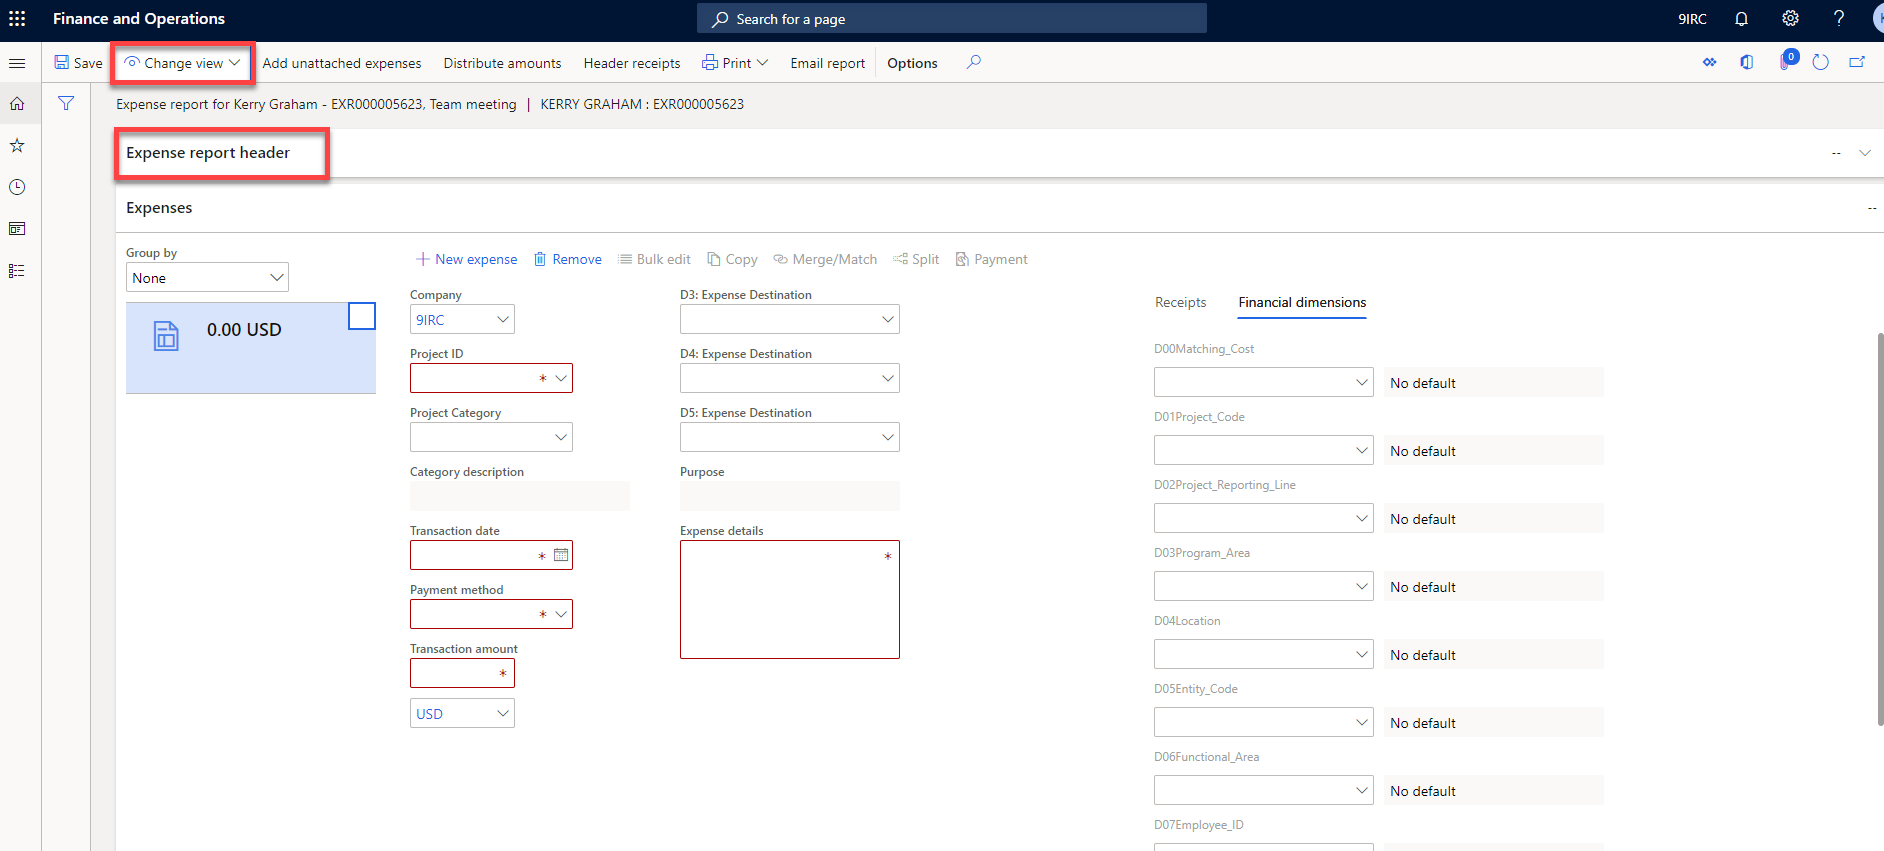 Finance and Operations
Search for a page
9IRC
?
K
Save
Change view
Add unattached expenses
Distribute amounts
Header receipts
Print
Email report
Options
0
Expense report for Kerry Graham - EXR000005623, Team meeting | KERRY GRAHAM : EXR000005623
Expense report header
--
Expenses
--
Group by
None
0.00 USD
New expense
Remove
Bulk edit
Copy
Merge/Match
Split
Payment
Company
9IRC
Project ID
*
Project Category
Category description
Transaction date
*
Payment method
*
Transaction amount
*
USD
D3: Expense Destination
D4: Expense Destination
D5: Expense Destination
Purpose
Expense details
*
Receipts
Financial dimensions
D00Matching_Cost
No default
D01Project_Code
No default
D02Project_Reporting_Line
No default
D03Program_Area
No default
D04Location
No default
D05Entity_Code
No default
D06Functional_Area
No default
D07Employee_ID